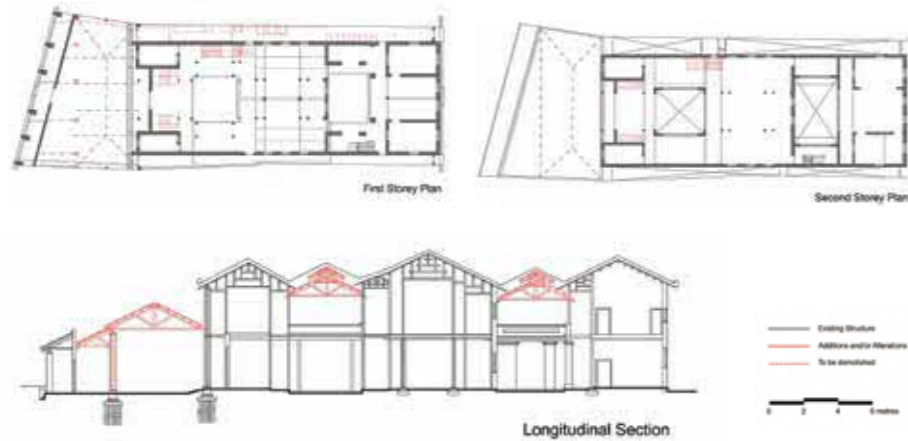 First Storey Plan
Second Storey Plan
Existing Structure
Additions and/or Alterations
To be demolished
0 2 4 6 metres
Longitudinal Section